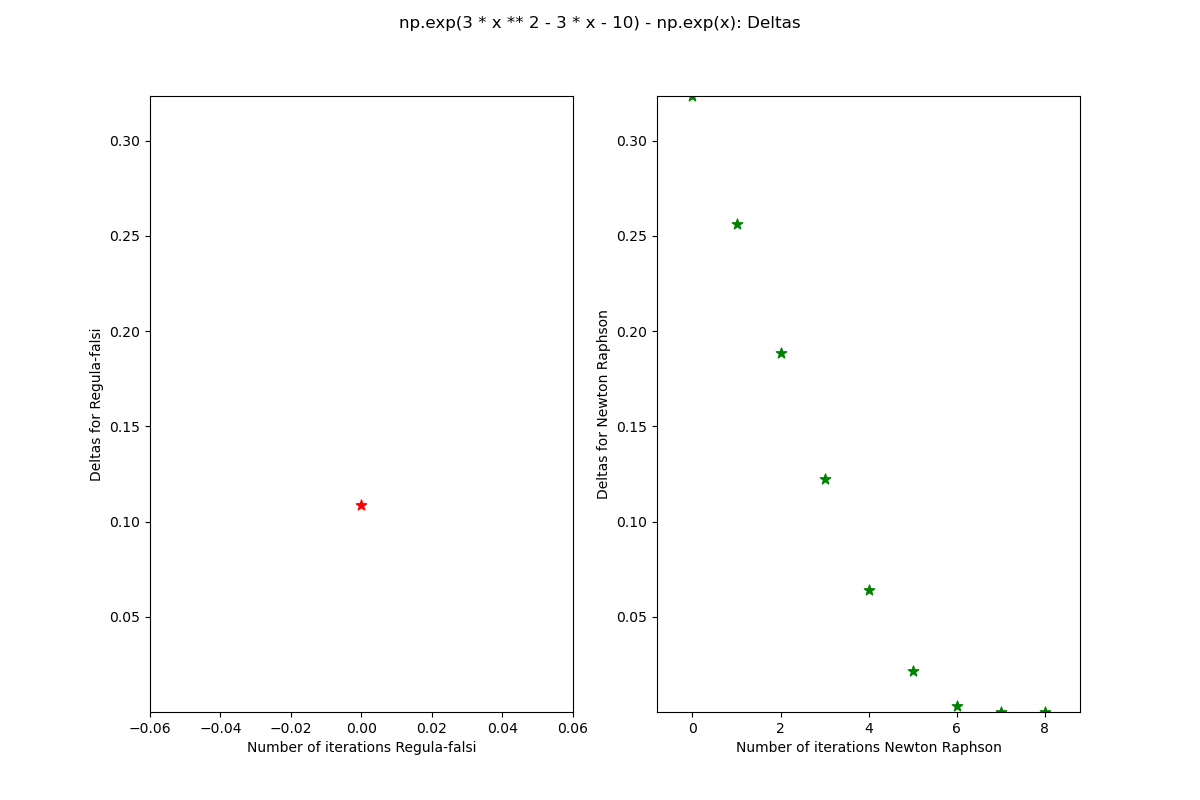 np.exp(3 * x ** 2 - 3 * x - 10) - np.exp(x): Deltas
Deltas for Regula-falsi
0.30
0.25
0.20
0.15
0.10
0.05
−0.06 −0.04 −0.02 0.00 0.02 0.04 0.06
Number of iterations Regula-falsi
Deltas for Newton Raphson
0.30
0.25
0.20
0.15
0.10
0.05
0 2 4 6 8
Number of iterations Newton Raphson